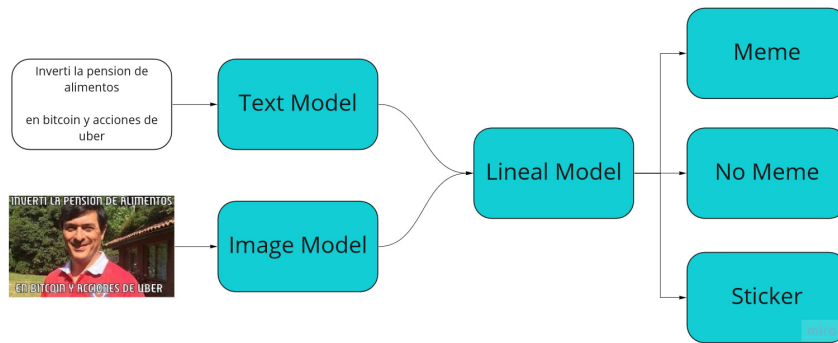 Inverti la pension de
alimentos
en bitcoin y acciones de
uber
Text Model
INVERTI LA PENSION DE ALIMENTOS
EN BITCOIN Y ACCIONES DE UBER
Image Model
Lineal Model
Meme
No Meme
Sticker
miro